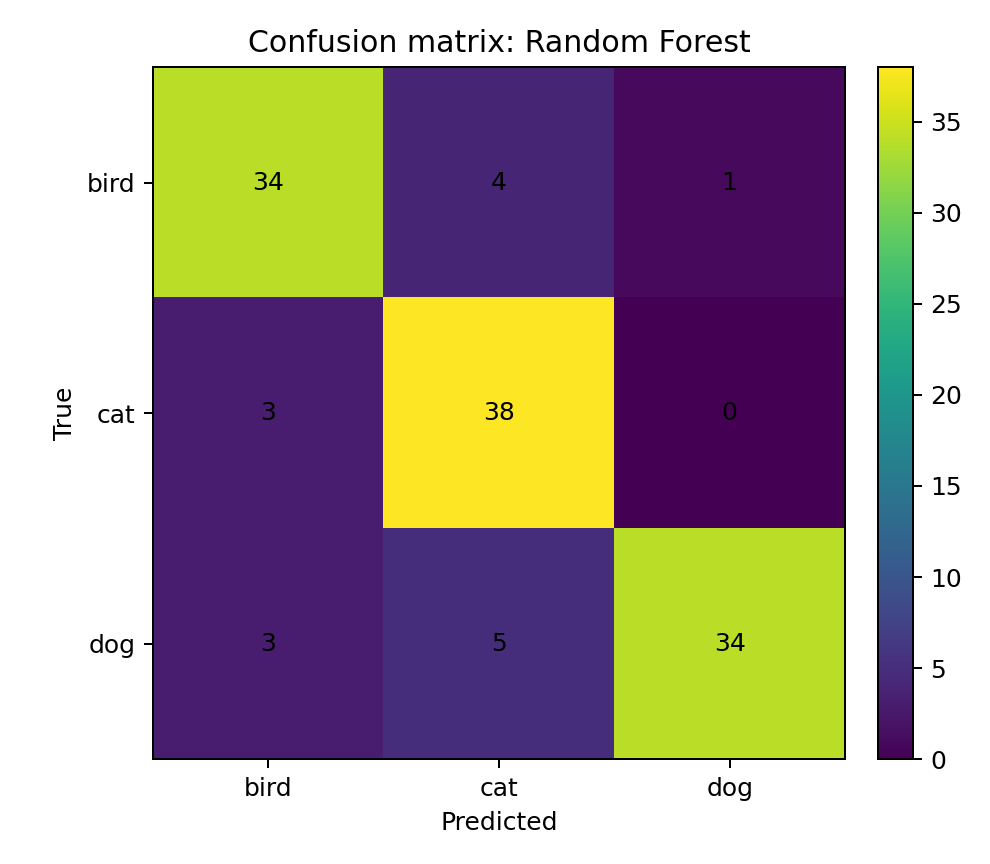 Confusion matrix: Random Forest
bird 34 4 1
cat 3 38 0
dog 3 5 34
True
bird cat dog
Predicted
35
30
25
20
15
10
5
0